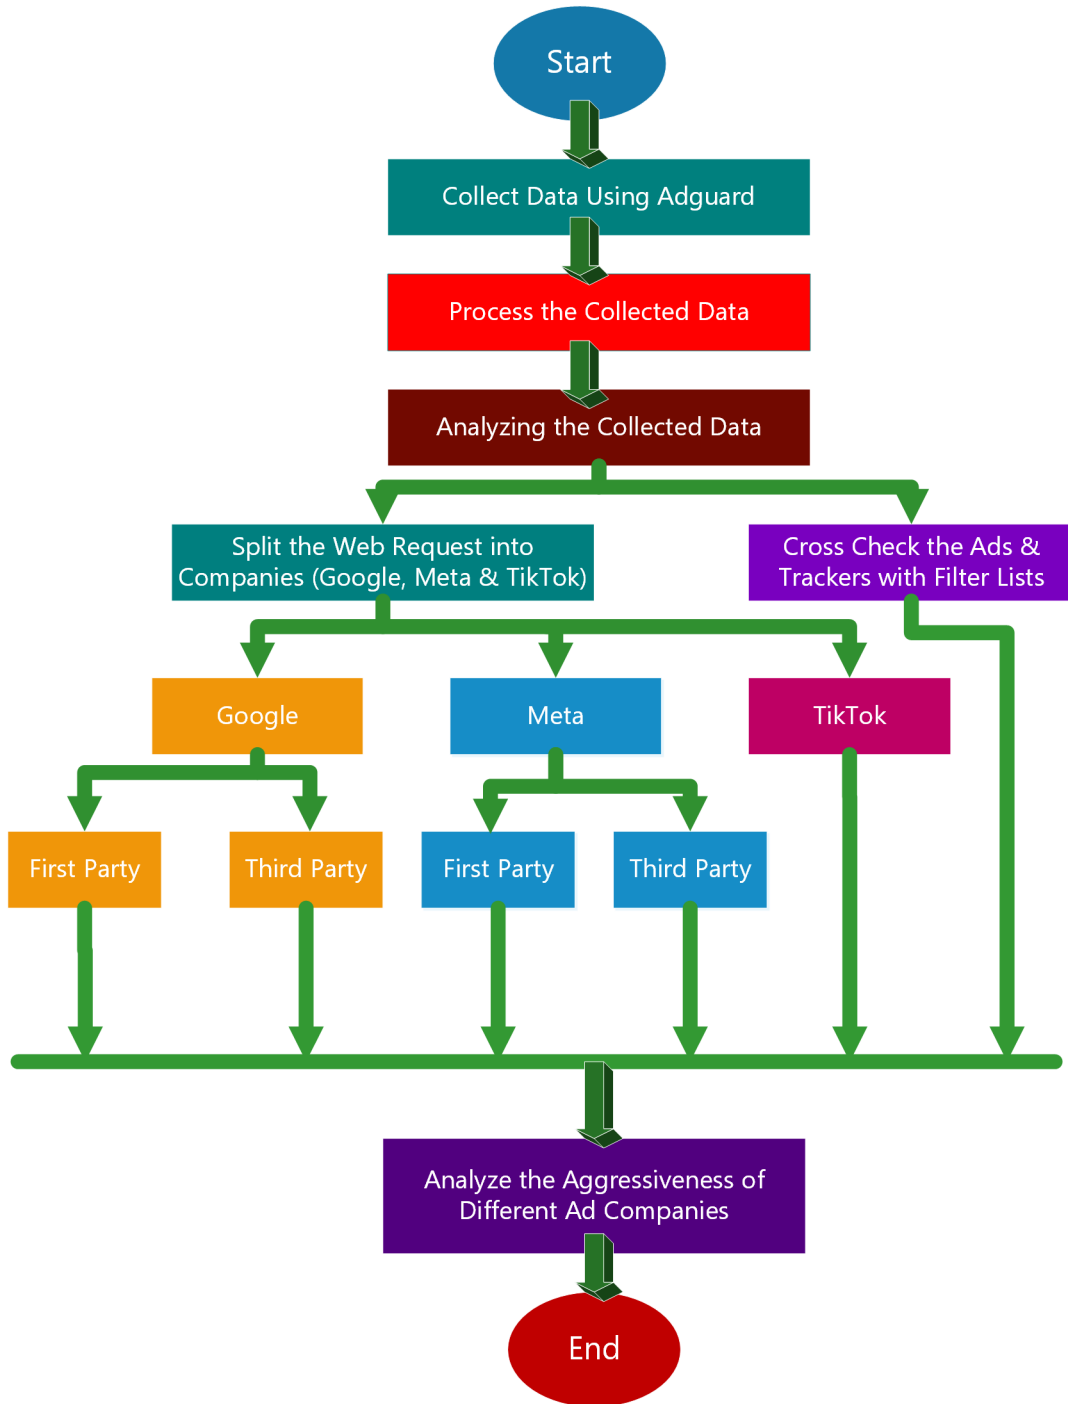 Start
Collect Data Using Adguard
Process the Collected Data
Analyzing the Collected Data
Split the Web Request into
Companies (Google, Meta & TikTok)
Cross Check the Ads &
Trackers with Filter Lists
Google
Meta
TikTok
First Party
Third Party
First Party
Third Party
Analyze the Aggressiveness of
Different Ad Companies
End